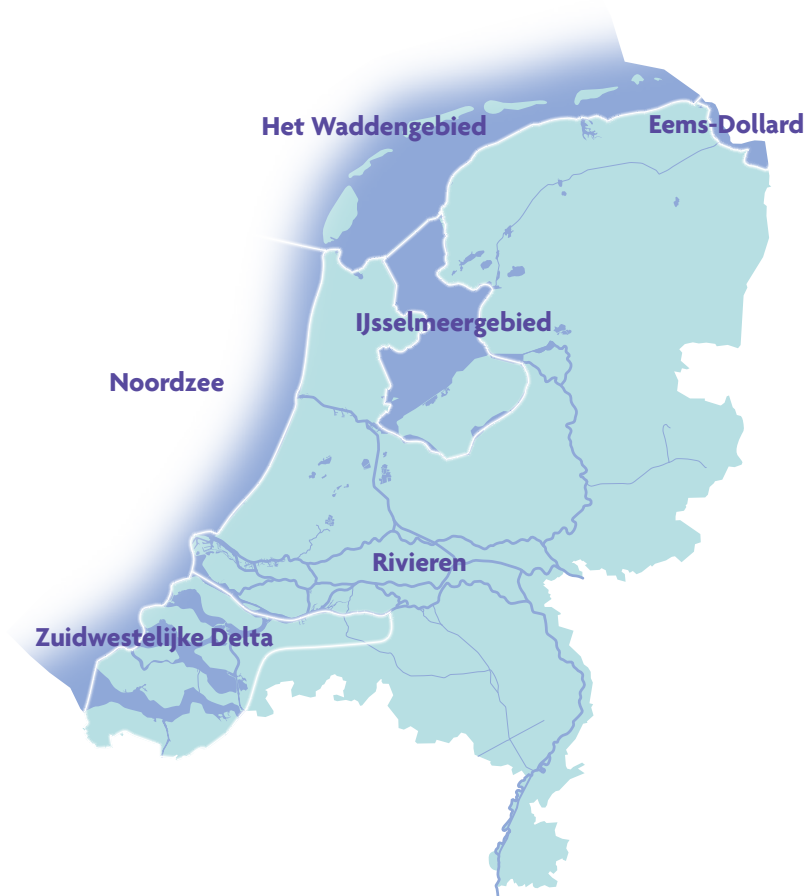 Het Waddengebied
Eems-Dollard
IJsselmeergebied
Noordzee
Rivieren
Zuidwestelijke Delta